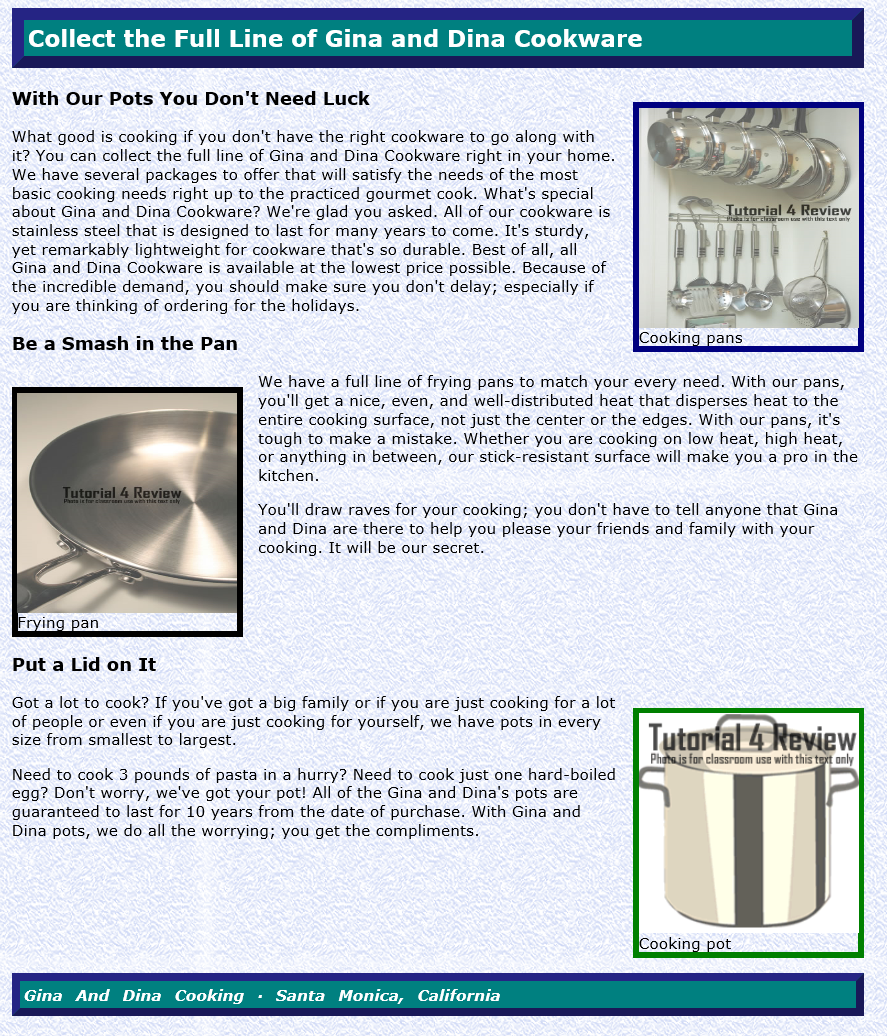 Collect the Full Line of Gina and Dina Cookware
With Our Pots You Don't Need Luck
What good is cooking if you don't have the right cookware to go along with
it? You can collect the full line of Gina and Dina Cookware right in your home.
We have several packages to offer that will satisfy the needs of the most
basic cooking needs right up to the practiced gourmet cook. What's special
about Gina and Dina Cookware? We're glad you asked. All of our cookware is
stainless steel that is designed to last for many years to come. It's sturdy,
yet remarkably lightweight for cookware that's so durable. Best of all, all
Gina and Dina Cookware is available at the lowest price possible. Because of
the incredible demand, you should make sure you don't delay; especially if
you are thinking of ordering for the holidays.
Tutorial 4 Review
Photo is for classroom use with this text only
Cooking pans
Be a Smash in the Pan
Tutorial 4 Review
Photo is for classroom use with this text only
Frying pan
We have a full line of frying pans to match your every need. With our pans,
you'll get a nice, even, and well-distributed heat that disperses heat to the
entire cooking surface, not just the center or the edges. With our pans, it's
tough to make a mistake. Whether you are cooking on low heat, high heat,
or anything in between, our stick-resistant surface will make you a pro in the
kitchen.
You'll draw raves for your cooking; you don't have to tell anyone that Gina
and Dina are there to help you please your friends and family with your
cooking. It will be our secret.
Put a Lid on It
Got a lot to cook? If you've got a big family or if you are just cooking for a lot
of people or even if you are just cooking for yourself, we have pots in every
size from smallest to largest.
Need to cook 3 pounds of pasta in a hurry? Need to cook just one hard-boiled
egg? Don't worry, we've got your pot! All of the Gina and Dina's pots are
guaranteed to last for 10 years from the date of purchase. With Gina and
Dina pots, we do all the worrying; you get the compliments.
Tutorial 4 Review
Photo is for classroom use with this text only
Cooking pot
Gina And Dina Cooking · Santa Monica, California